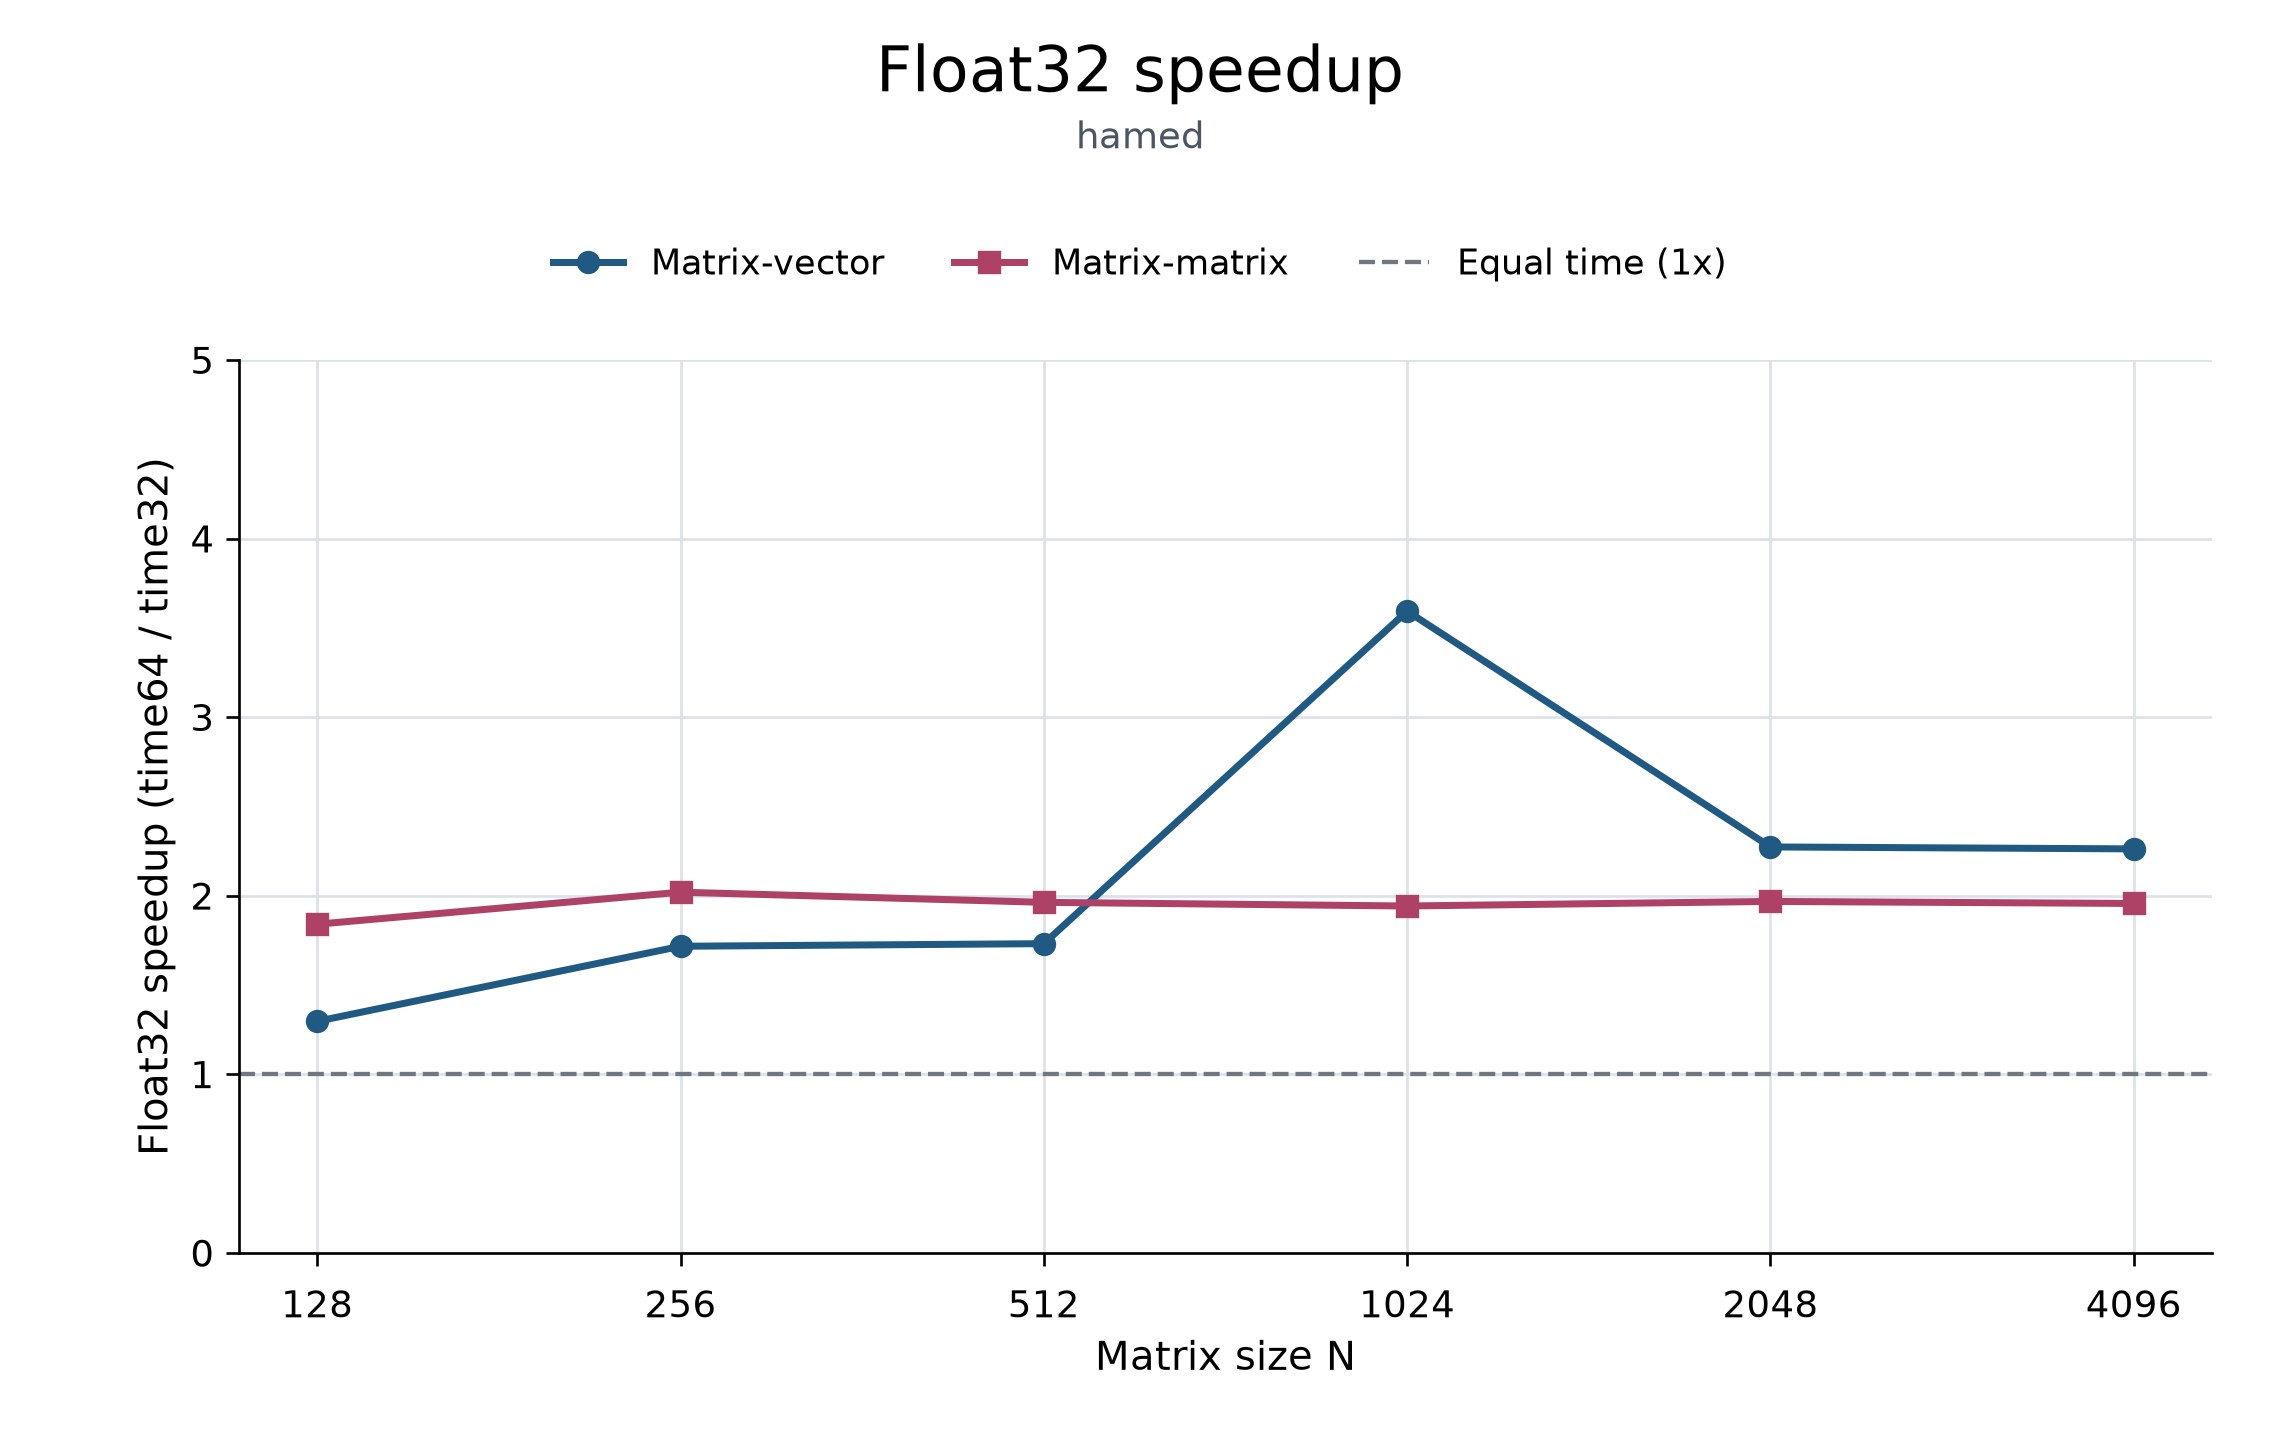 Float32 speedup
hamed
Matrix-vector
Matrix-matrix
Equal time (1x)
Float32 speedup (time64 / time32)
5
4
3
2
1
0
128
256
512
1024
2048
4096
Matrix size N